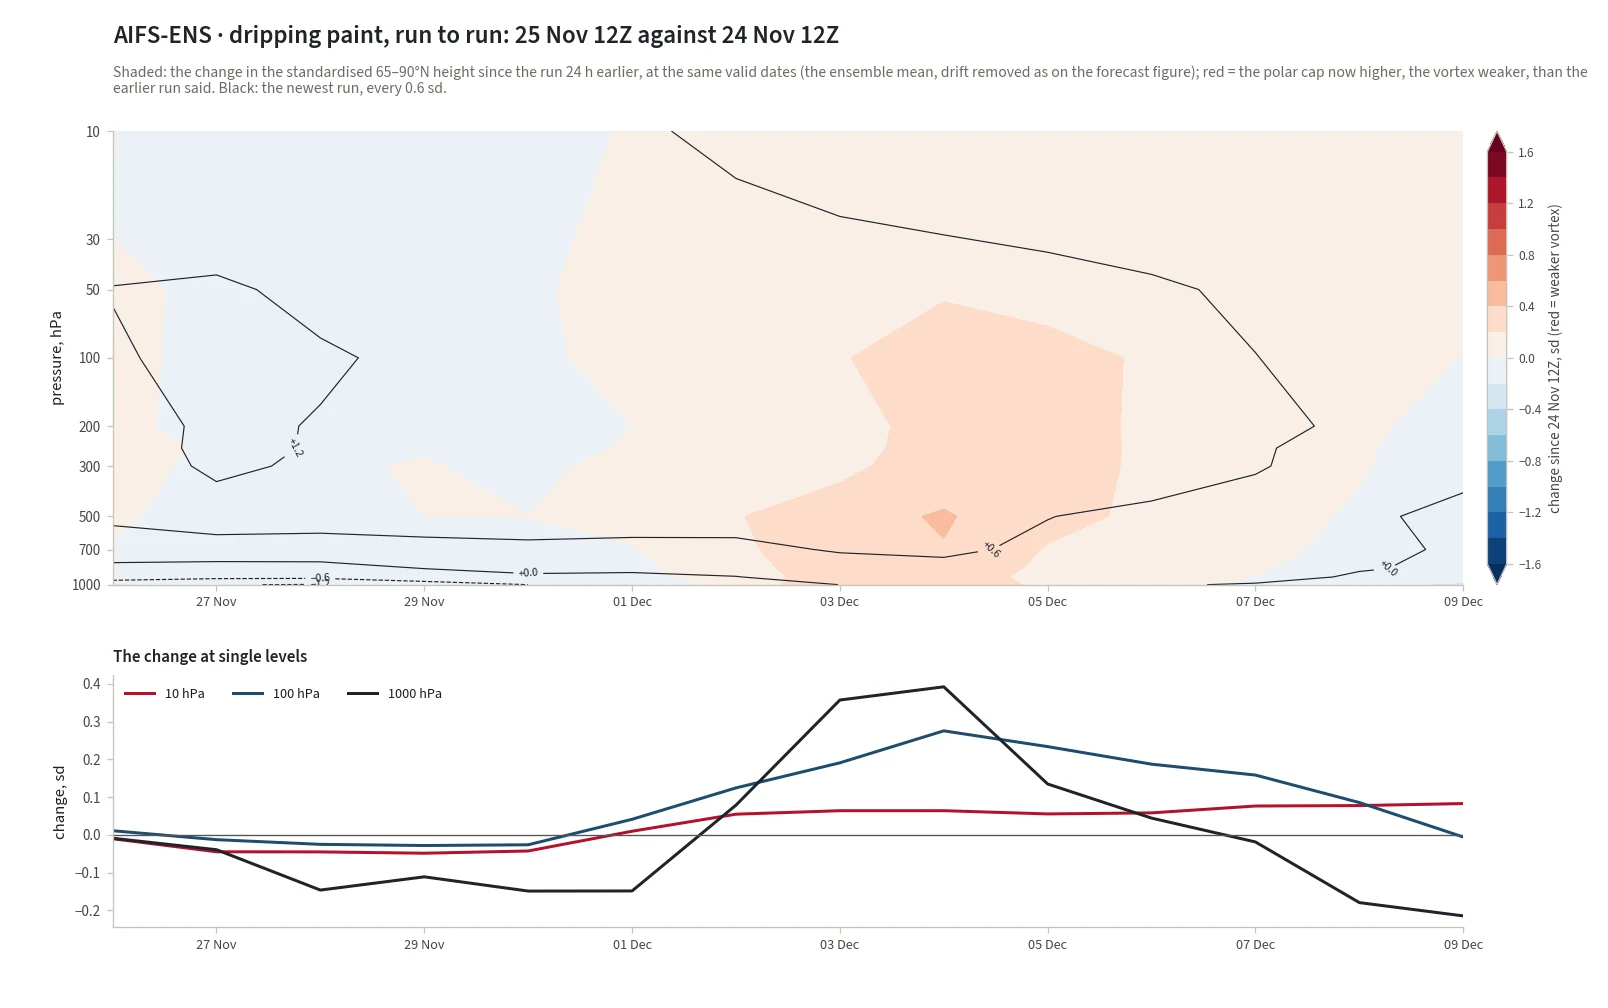 AIFS-ENS · dripping paint, run to run: 25 Nov 12Z against 24 Nov 12Z
Shaded: the change in the standardised 65–90°N height since the run 24 h earlier, at the same valid dates (the ensemble mean, drift removed as on the forecast figure); red = the polar cap now higher, the vortex weaker, than the
earlier run said. Black: the newest run, every 0.6 sd.
10
30
50
100
200
300
500
700
1000
pressure, hPa
+1.2
+0.6
+0.0
-0.6
+0.0
27 Nov
29 Nov
01 Dec
03 Dec
05 Dec
07 Dec
09 Dec
1.6
1.2
0.8
0.4
0.0
−0.4
−0.8
−1.2
−1.6
change since 24 Nov 12Z, sd (red = weaker vortex)
The change at single levels
10 hPa
100 hPa
1000 hPa
0.4
0.3
0.2
0.1
0.0
−0.1
−0.2
change, sd
27 Nov
29 Nov
01 Dec
03 Dec
05 Dec
07 Dec
09 Dec